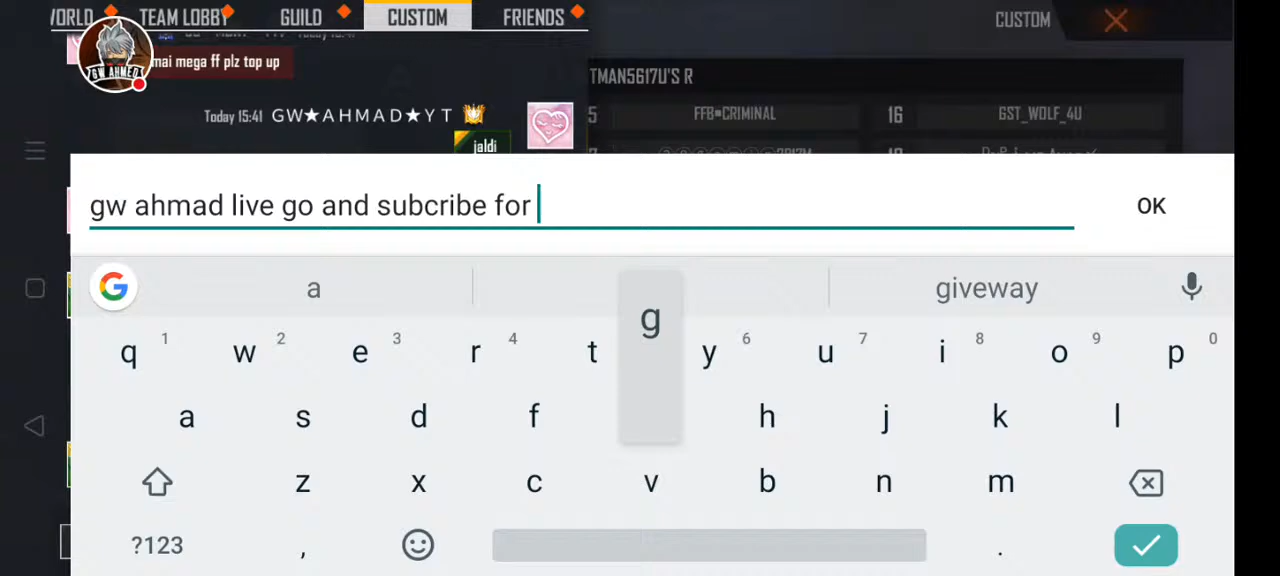 WORLD TEAM LOBBY GUILD CUSTOM FRIENDS CUSTOM
GW AHMED
mai mega ff plz top up
TMAN5617U'S R
Today 15:41 GW★AHMAD★YT
5 FFB CRIMINAL 16 GST_WOLF_4U
jaldi
gw ahmad live go and subcribe for
OK
a giveway
g
q 1 w 2 e 3 r 4 t y 6 u 7 i 8 o 9 p 0
a s d f h j k l
z x c v b n m
?123 , .